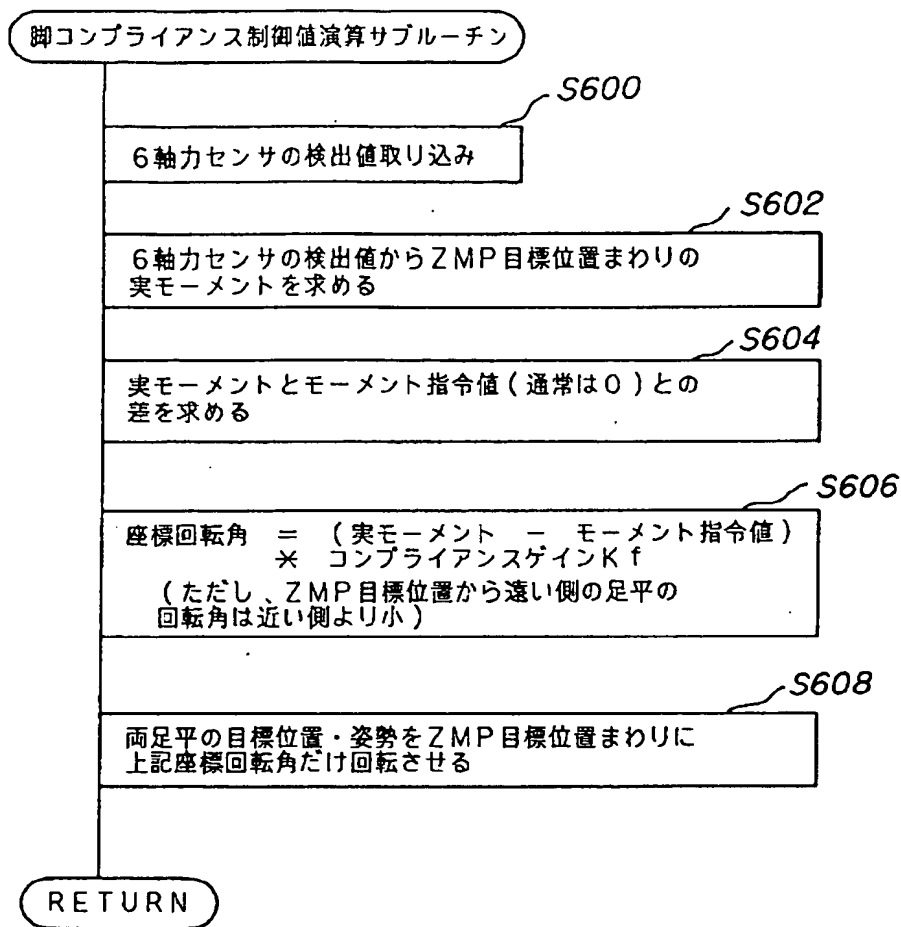 脚コンプライアンス制御値演算サブルーチン
S600
6軸力センサの検出値取り込み
S602
6軸力センサの検出値からZMP目標位置まわりの
実モーメントを求める
S604
実モーメントとモーメント指令値(通常は0)との
差を求める
S606
座標回転角 = (実モーメント - モーメント指令値)
* コンプライアンスゲインKf
(ただし、ZMP目標位置から遠い側の足平の
回転角は近い側より小)
S608
両足平の目標位置・姿勢をZMP目標位置まわりに
上記座標回転角だけ回転させる
RETURN